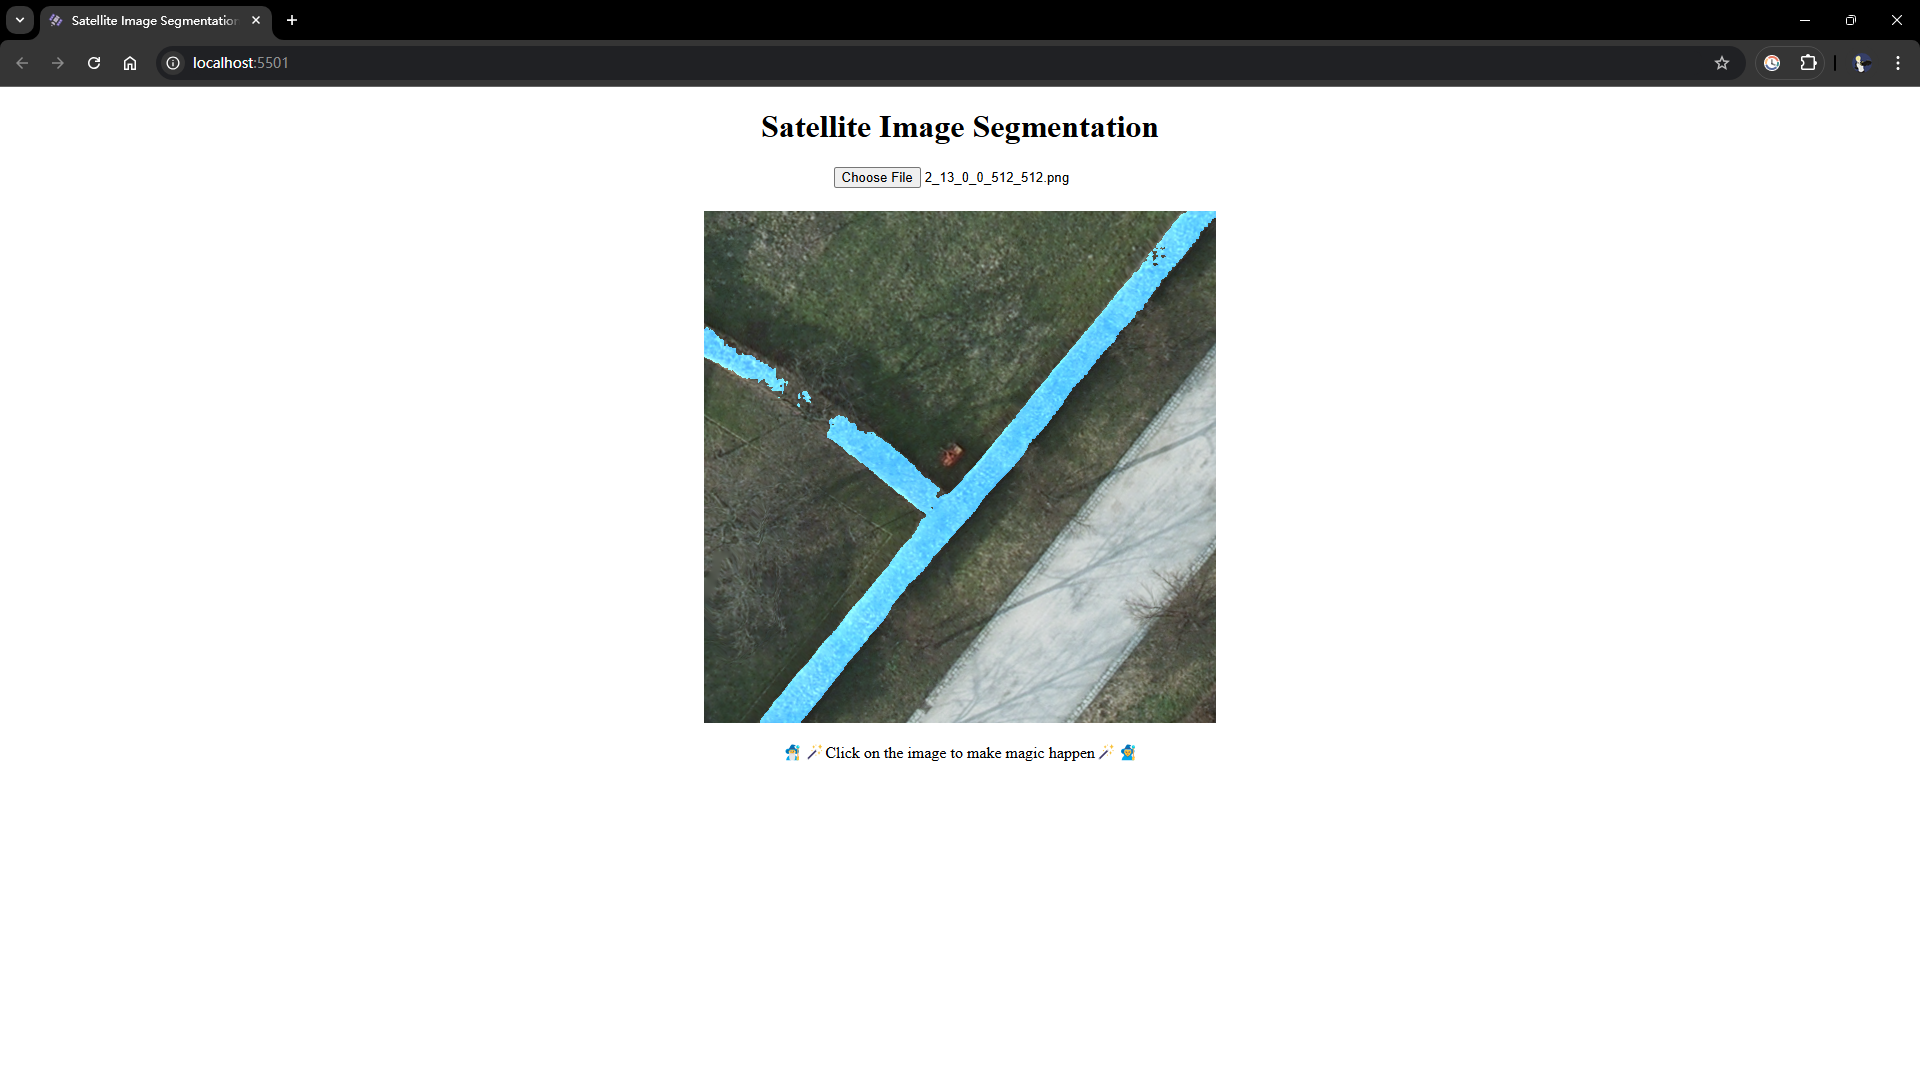 Satellite Image Segmentation
localhost:5501
Satellite Image Segmentation
Choose File 2_13_0_0_512_512.png
Click on the image to make magic happen